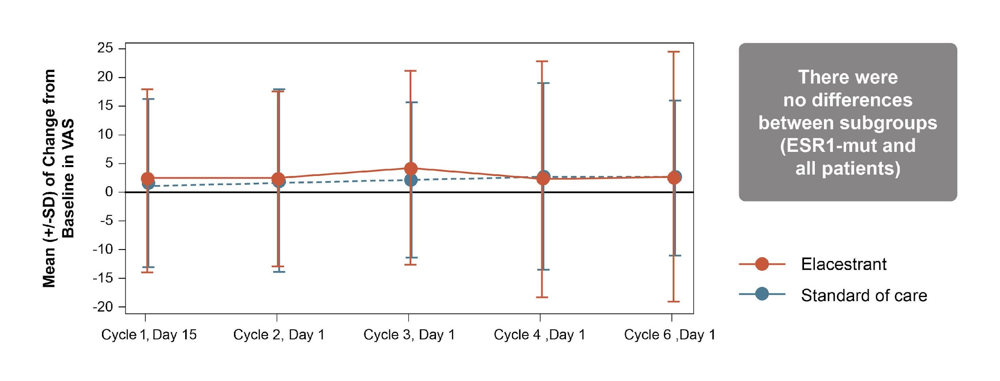 Mean (+/-SD) of Change from
Baseline in VAS
25
20
15
10
5
0
-5
-10
-15
-20
Cycle 1, Day 15
Cycle 2, Day 1
Cycle 3, Day 1
Cycle 4 ,Day 1
Cycle 6 ,Day 1
There were
no differences
between subgroups
(ESR1-mut and
all patients)
Elacestrant
Standard of care